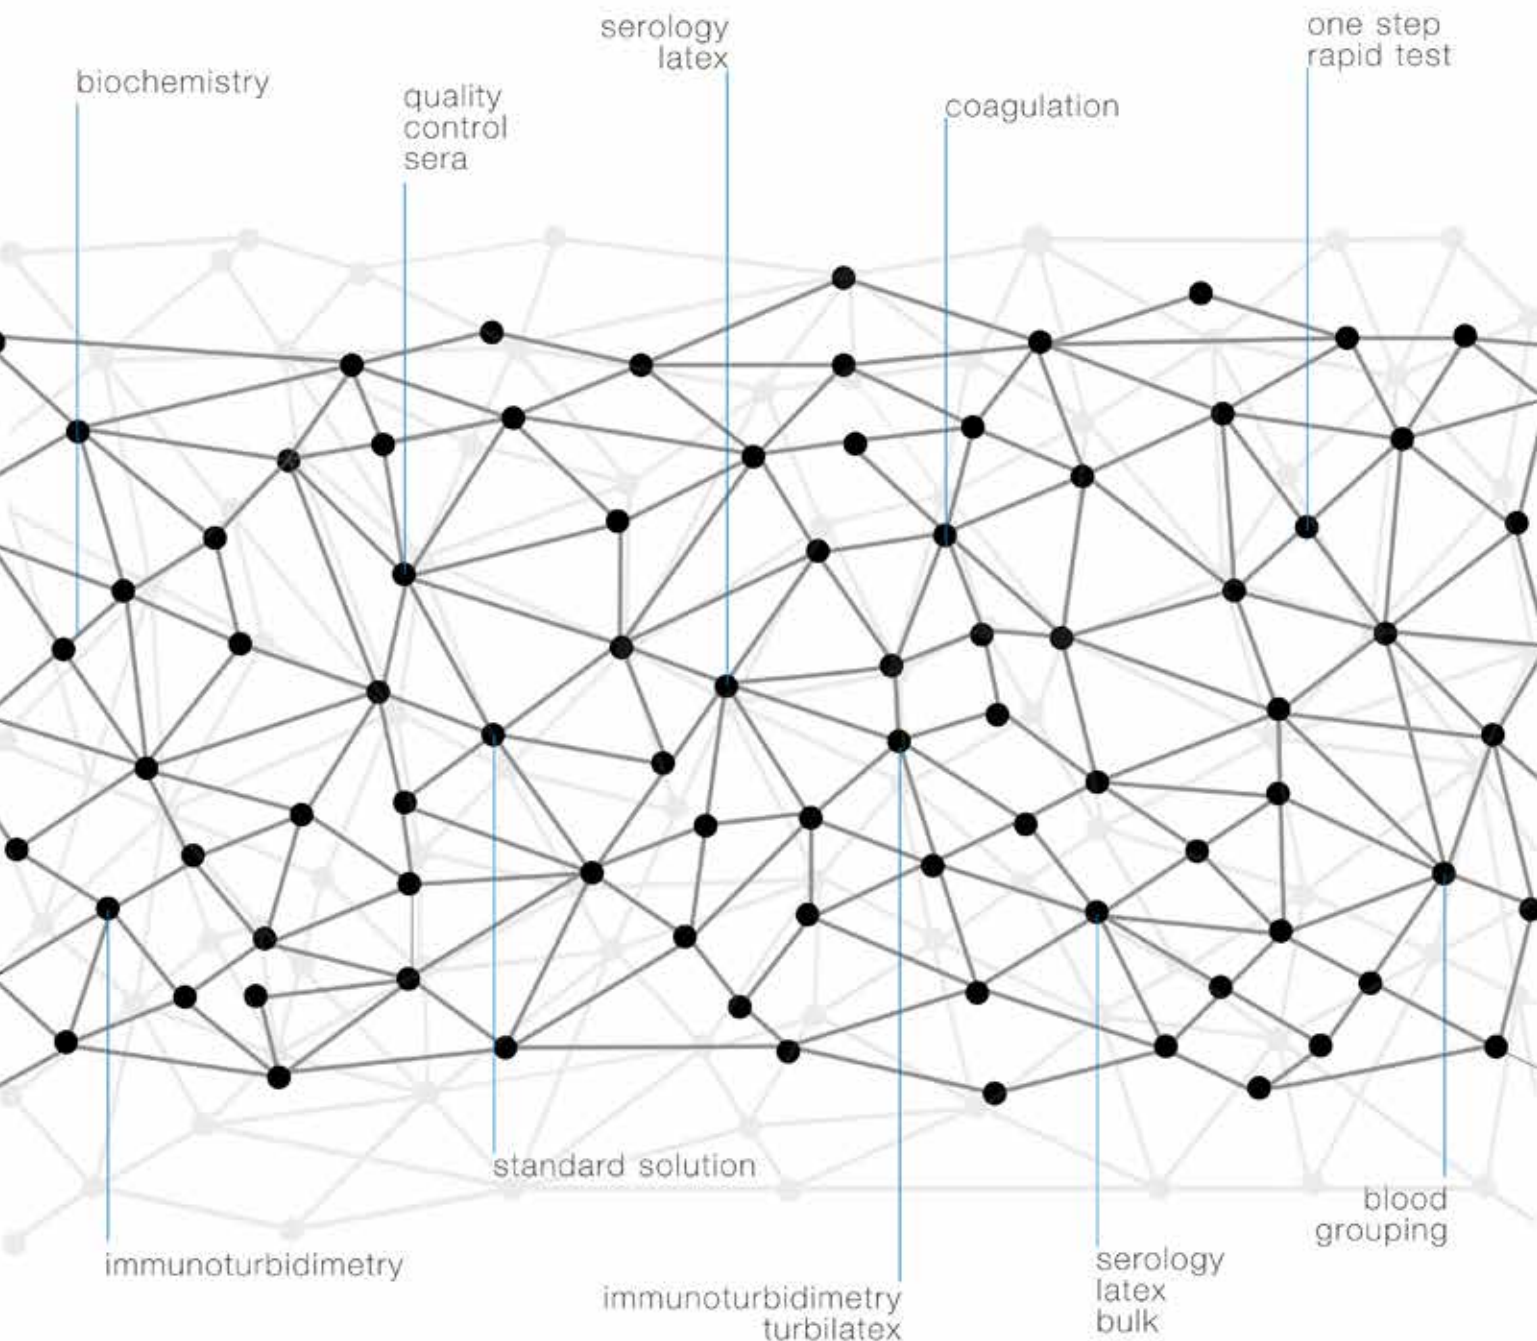 serology
latex
one step
rapid test
biochemistry
quality
control
sera
coagulation
standard solution
blood
grouping
immunoturbidimetry
serology
latex
bulk
immunoturbidimetry
turbilatex